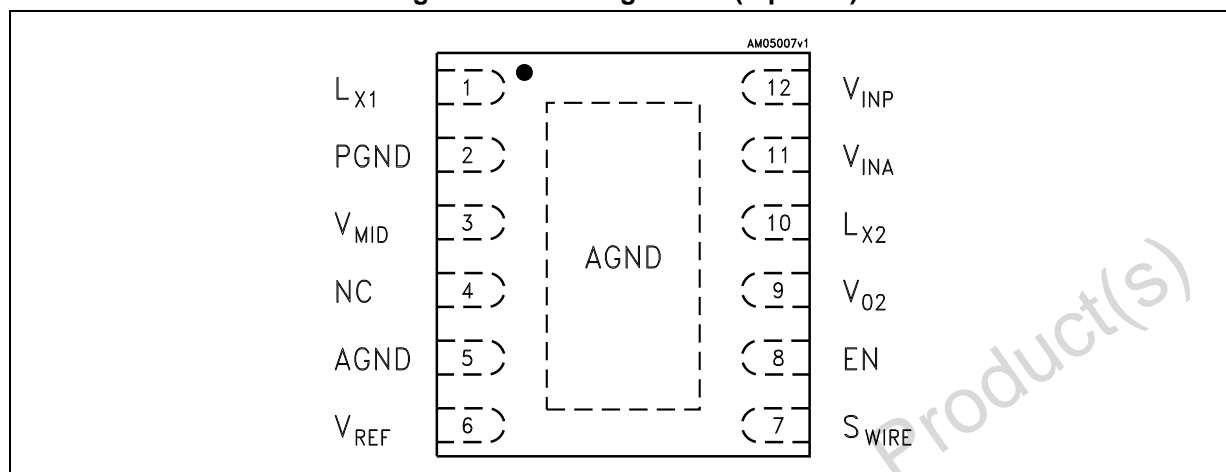 AM05007v1
L_X1 1 12 V_INP
PGND 2 11 V_INA
V_MID 3 10 L_X2
AGND
NC 4 9 V_02
AGND 5 8 EN
V_REF 6 7 S_WIRE
Product(s)